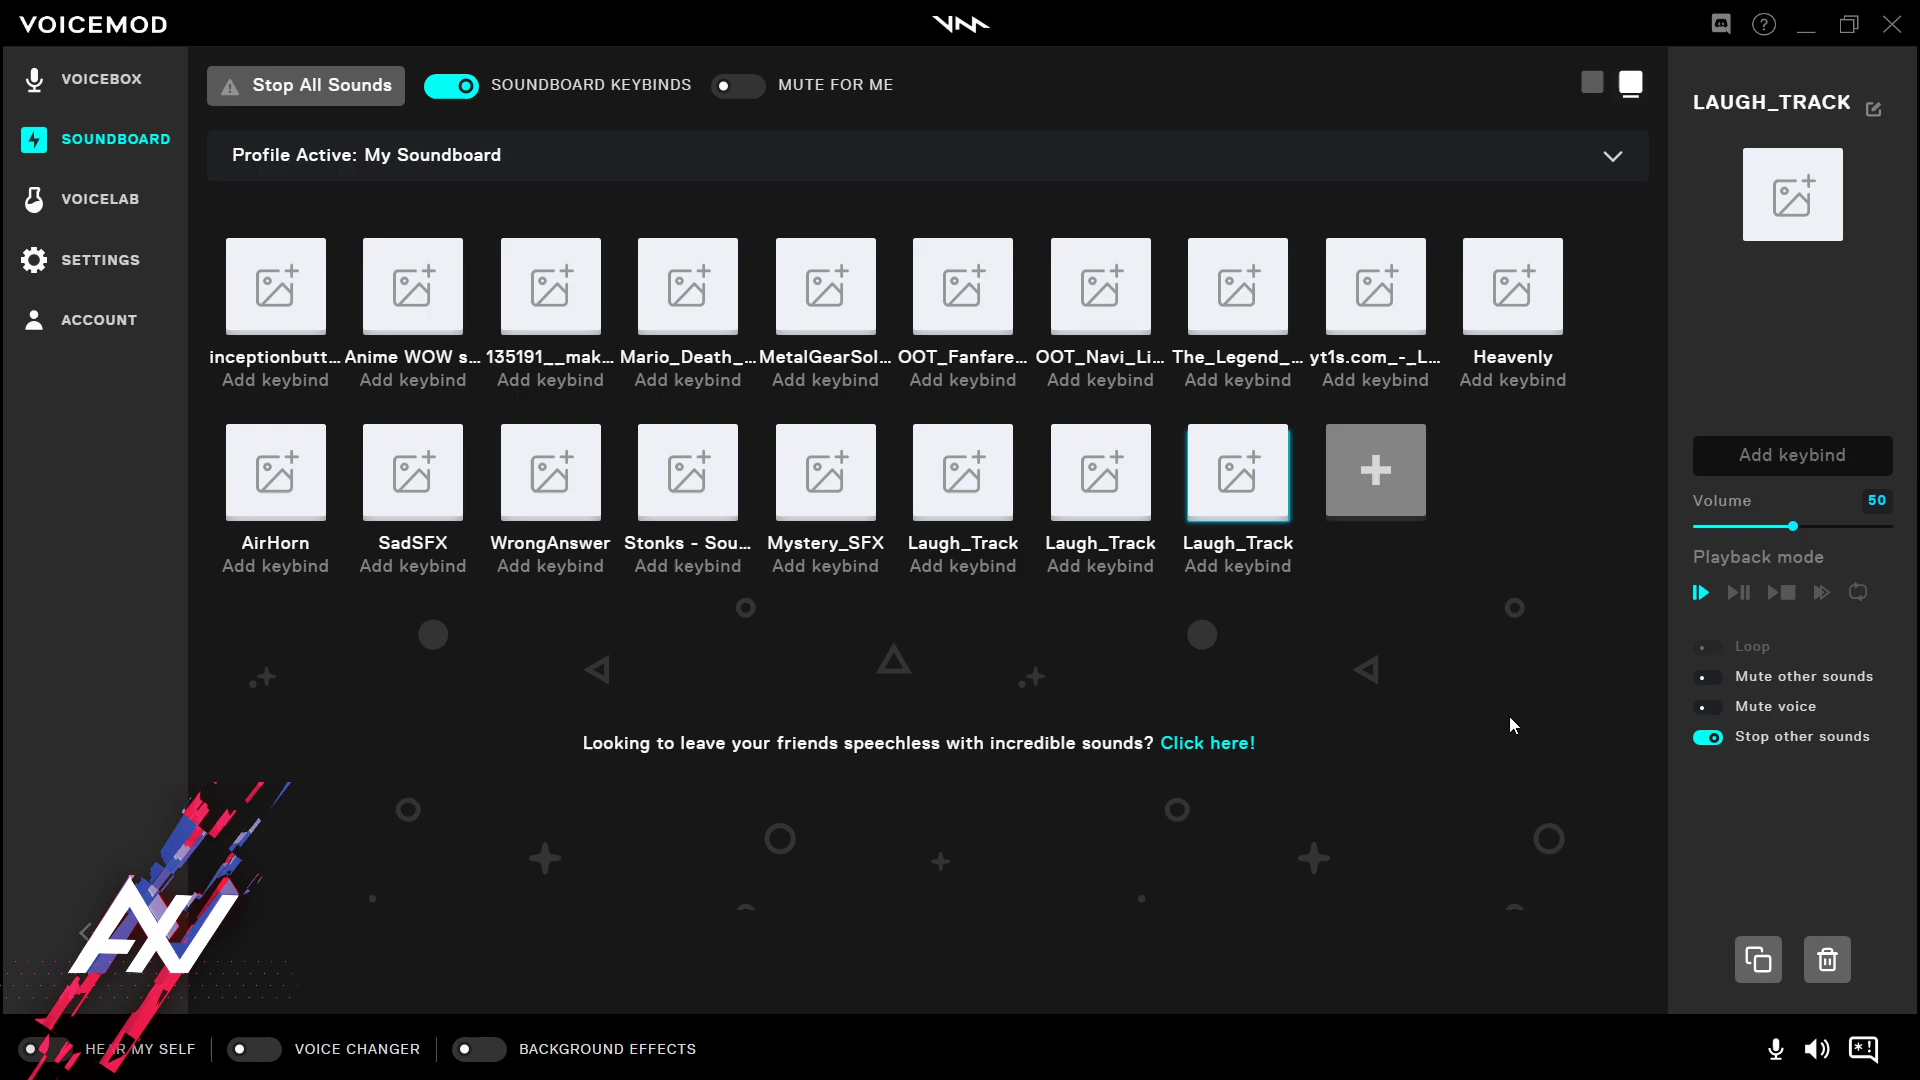 VOICEMOD
VOICEBOX
SOUNDBOARD
VOICELAB
SETTINGS
ACCOUNT
Stop All Sounds
SOUNDBOARD KEYBINDS
MUTE FOR ME
Profile Active: My Soundboard
inceptionbutt... Anime WOW s... 135191__mak... Mario_Death_... MetalGearSol... OOT_Fanfare... OOT_Navi_Li... The_Legend_... yt1s.com_-_L... Heavenly
Add keybind Add keybind Add keybind Add keybind Add keybind Add keybind Add keybind Add keybind Add keybind Add keybind
AirHorn SadSFX WrongAnswer Stonks - Sou... Mystery_SFX Laugh_Track Laugh_Track Laugh_Track
Add keybind Add keybind Add keybind Add keybind Add keybind Add keybind Add keybind Add keybind
Looking to leave your friends speechless with incredible sounds? Click here!
LAUGH_TRACK
Add keybind
Volume 50
Playback mode
Loop
Mute other sounds
Mute voice
Stop other sounds
HEAR MY SELF
VOICE CHANGER
BACKGROUND EFFECTS